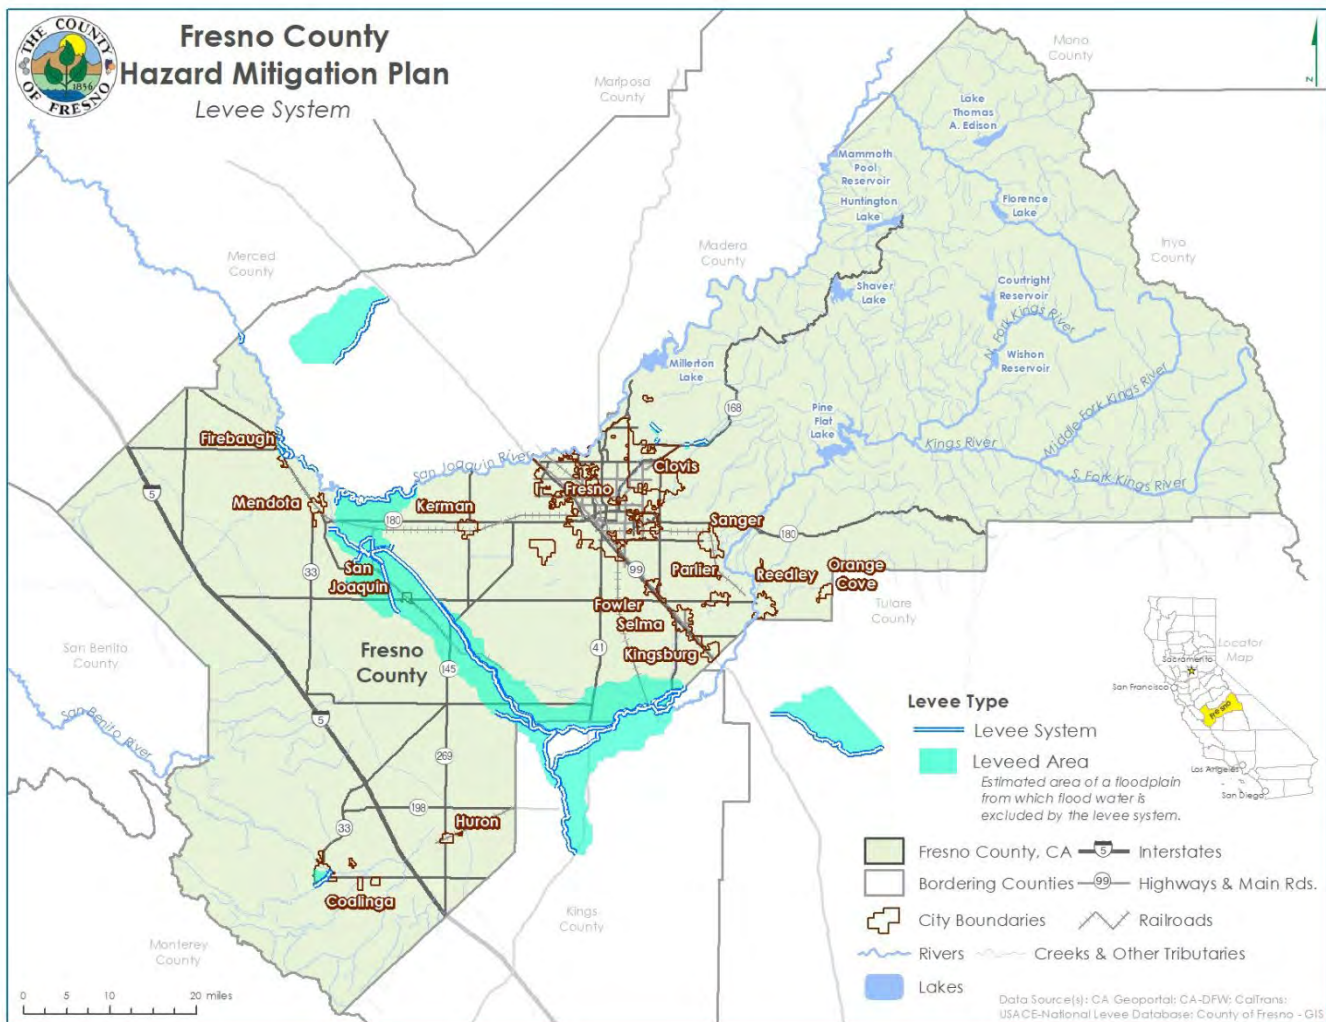 THE COUNTY
OF FRESNO
1856
Fresno County
Hazard Mitigation Plan
Levee System
Mono
County
N
Mariposa
County
Lake
Thomas
A. Edison
Mammoth
Pool
Reservoir
Huntington
Lake
Florence
Lake
Inyo
County
Merced
County
Madera
County
Shaver
Lake
Courtright
Reservoir
N. Fork Kings River
Wishon
Reservoir
Millerton
Lake
Middle Fork Kings River
168
Pine
Flat
Lake
Kings River
S. Fork Kings River
Firebaugh
San Joaquin River
Clovis
5
Mendota
Kerman
Fresno
180
Sanger
180
33
San
Joaquin
99
Parlier
Reedley
Orange
Cove
Fowler
Selma
Tulare
County
Kingsburg
41
Fresno
County
145
San Benito
County
San Benito
River
5
269
198
33
Huron
Coalinga
Kings
County
Monterey
County
Locator
Map
Sacramento
San Francisco
Fresno
Los Angeles
San Diego
Levee Type
Levee System
Leveed Area
Estimated area of a floodplain
from which flood water is
excluded by the levee system.
Fresno County, CA
5
Interstates
Bordering Counties
99
Highways & Main Rds.
City Boundaries
Railroads
Rivers
Creeks & Other Tributaries
Lakes
0 5 10 20 miles
Data Source(s): CA Geoportal; CA-DFW; CalTrans;
USACE-National Levee Database; County of Fresno - GIS